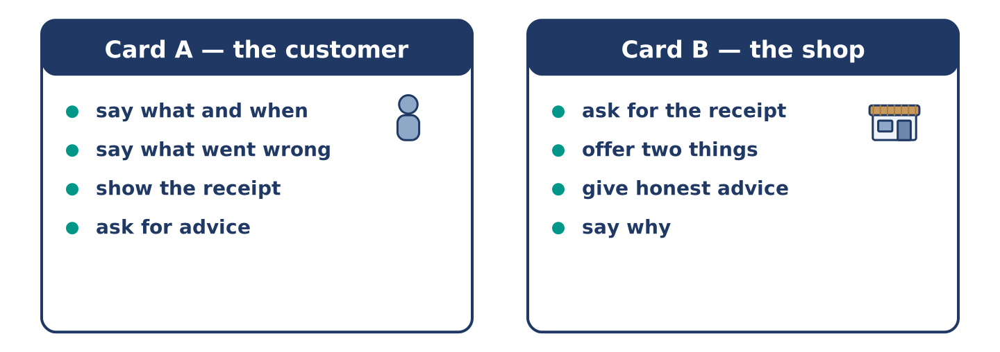 Card A — the customer
say what and when
say what went wrong
show the receipt
ask for advice
Card B — the shop
ask for the receipt
offer two things
give honest advice
say why